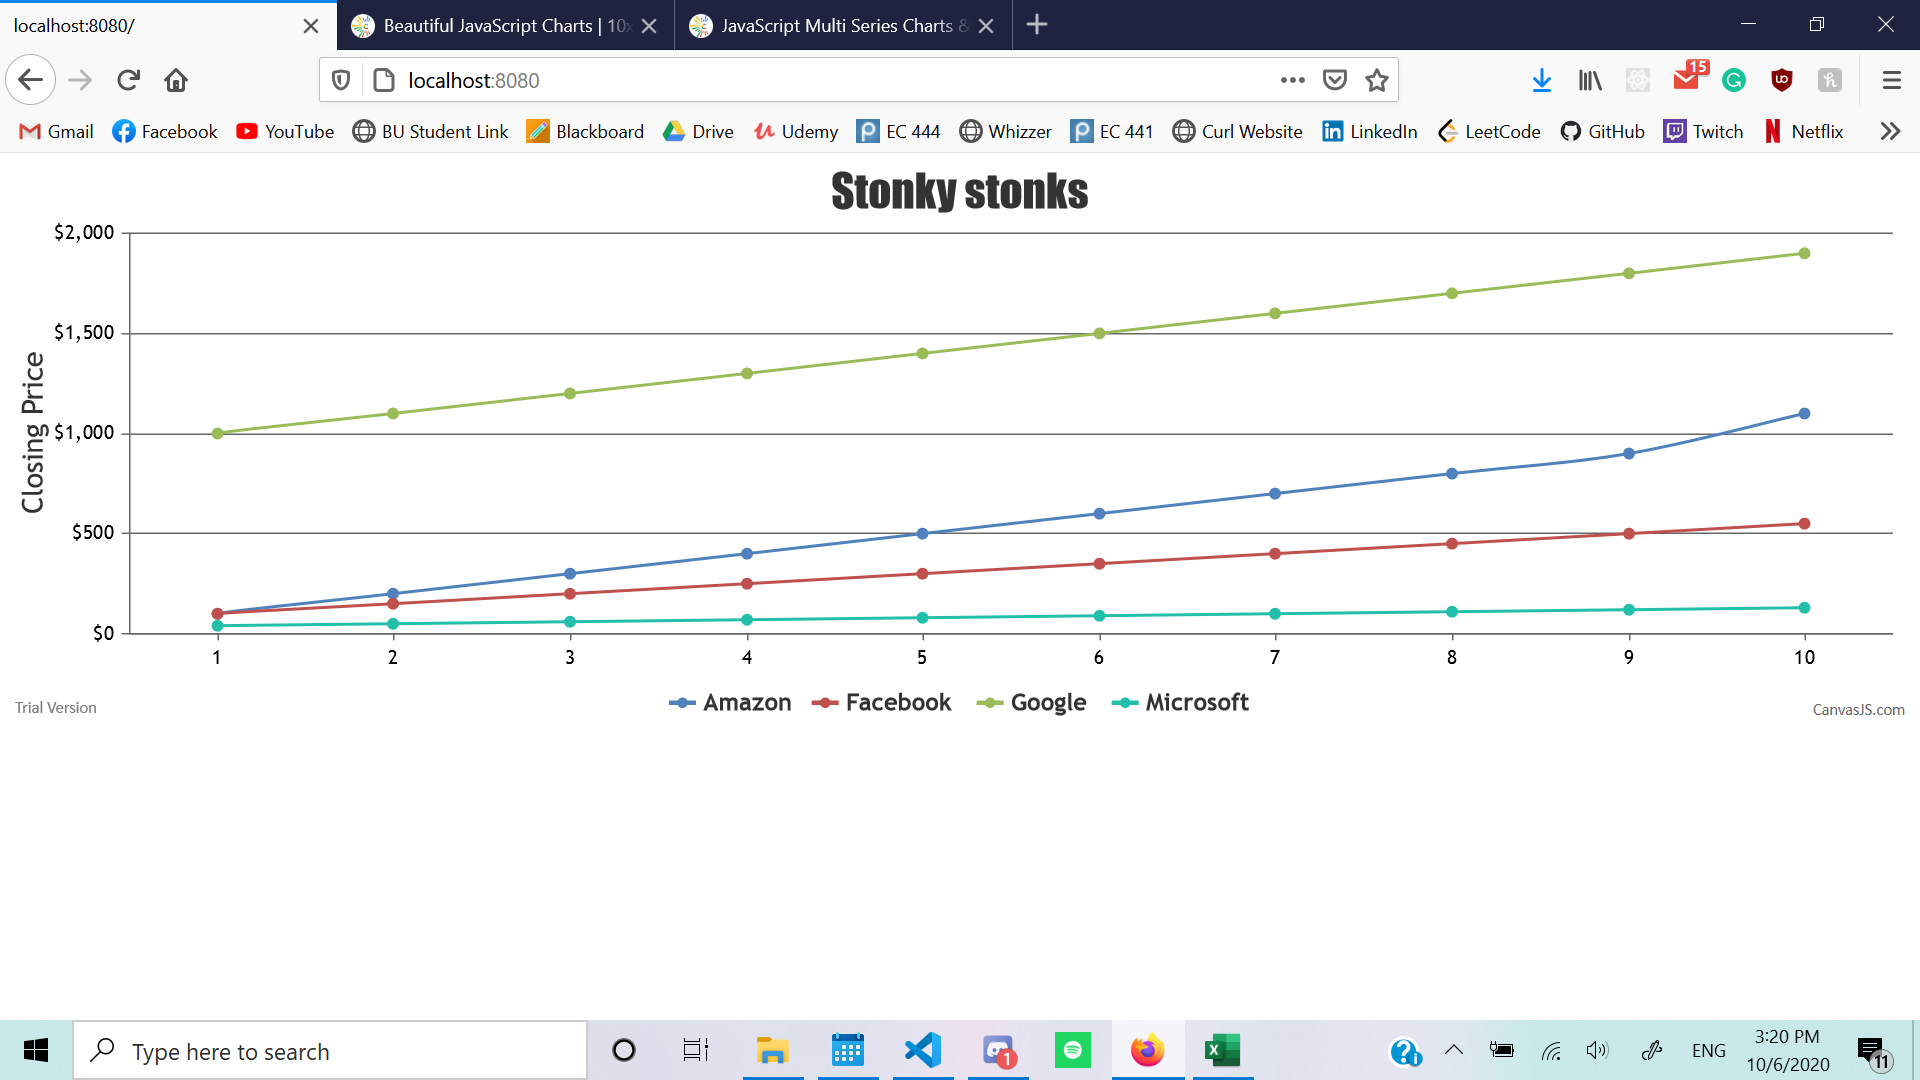 localhost:8080/
Beautiful JavaScript Charts | 10x
JavaScript Multi Series Charts &
localhost:8080
15
Gmail Facebook YouTube BU Student Link Blackboard Drive Udemy EC 444 Whizzer EC 441 Curl Website LinkedIn LeetCode GitHub Twitch Netflix
Stonky stonks
Closing Price
$2,000
$1,500
$1,000
$500
$0
1 2 3 4 5 6 7 8 9 10
Amazon Facebook Google Microsoft
Trial Version
CanvasJS.com
Type here to search
1
ENG
3:20 PM
10/6/2020
11